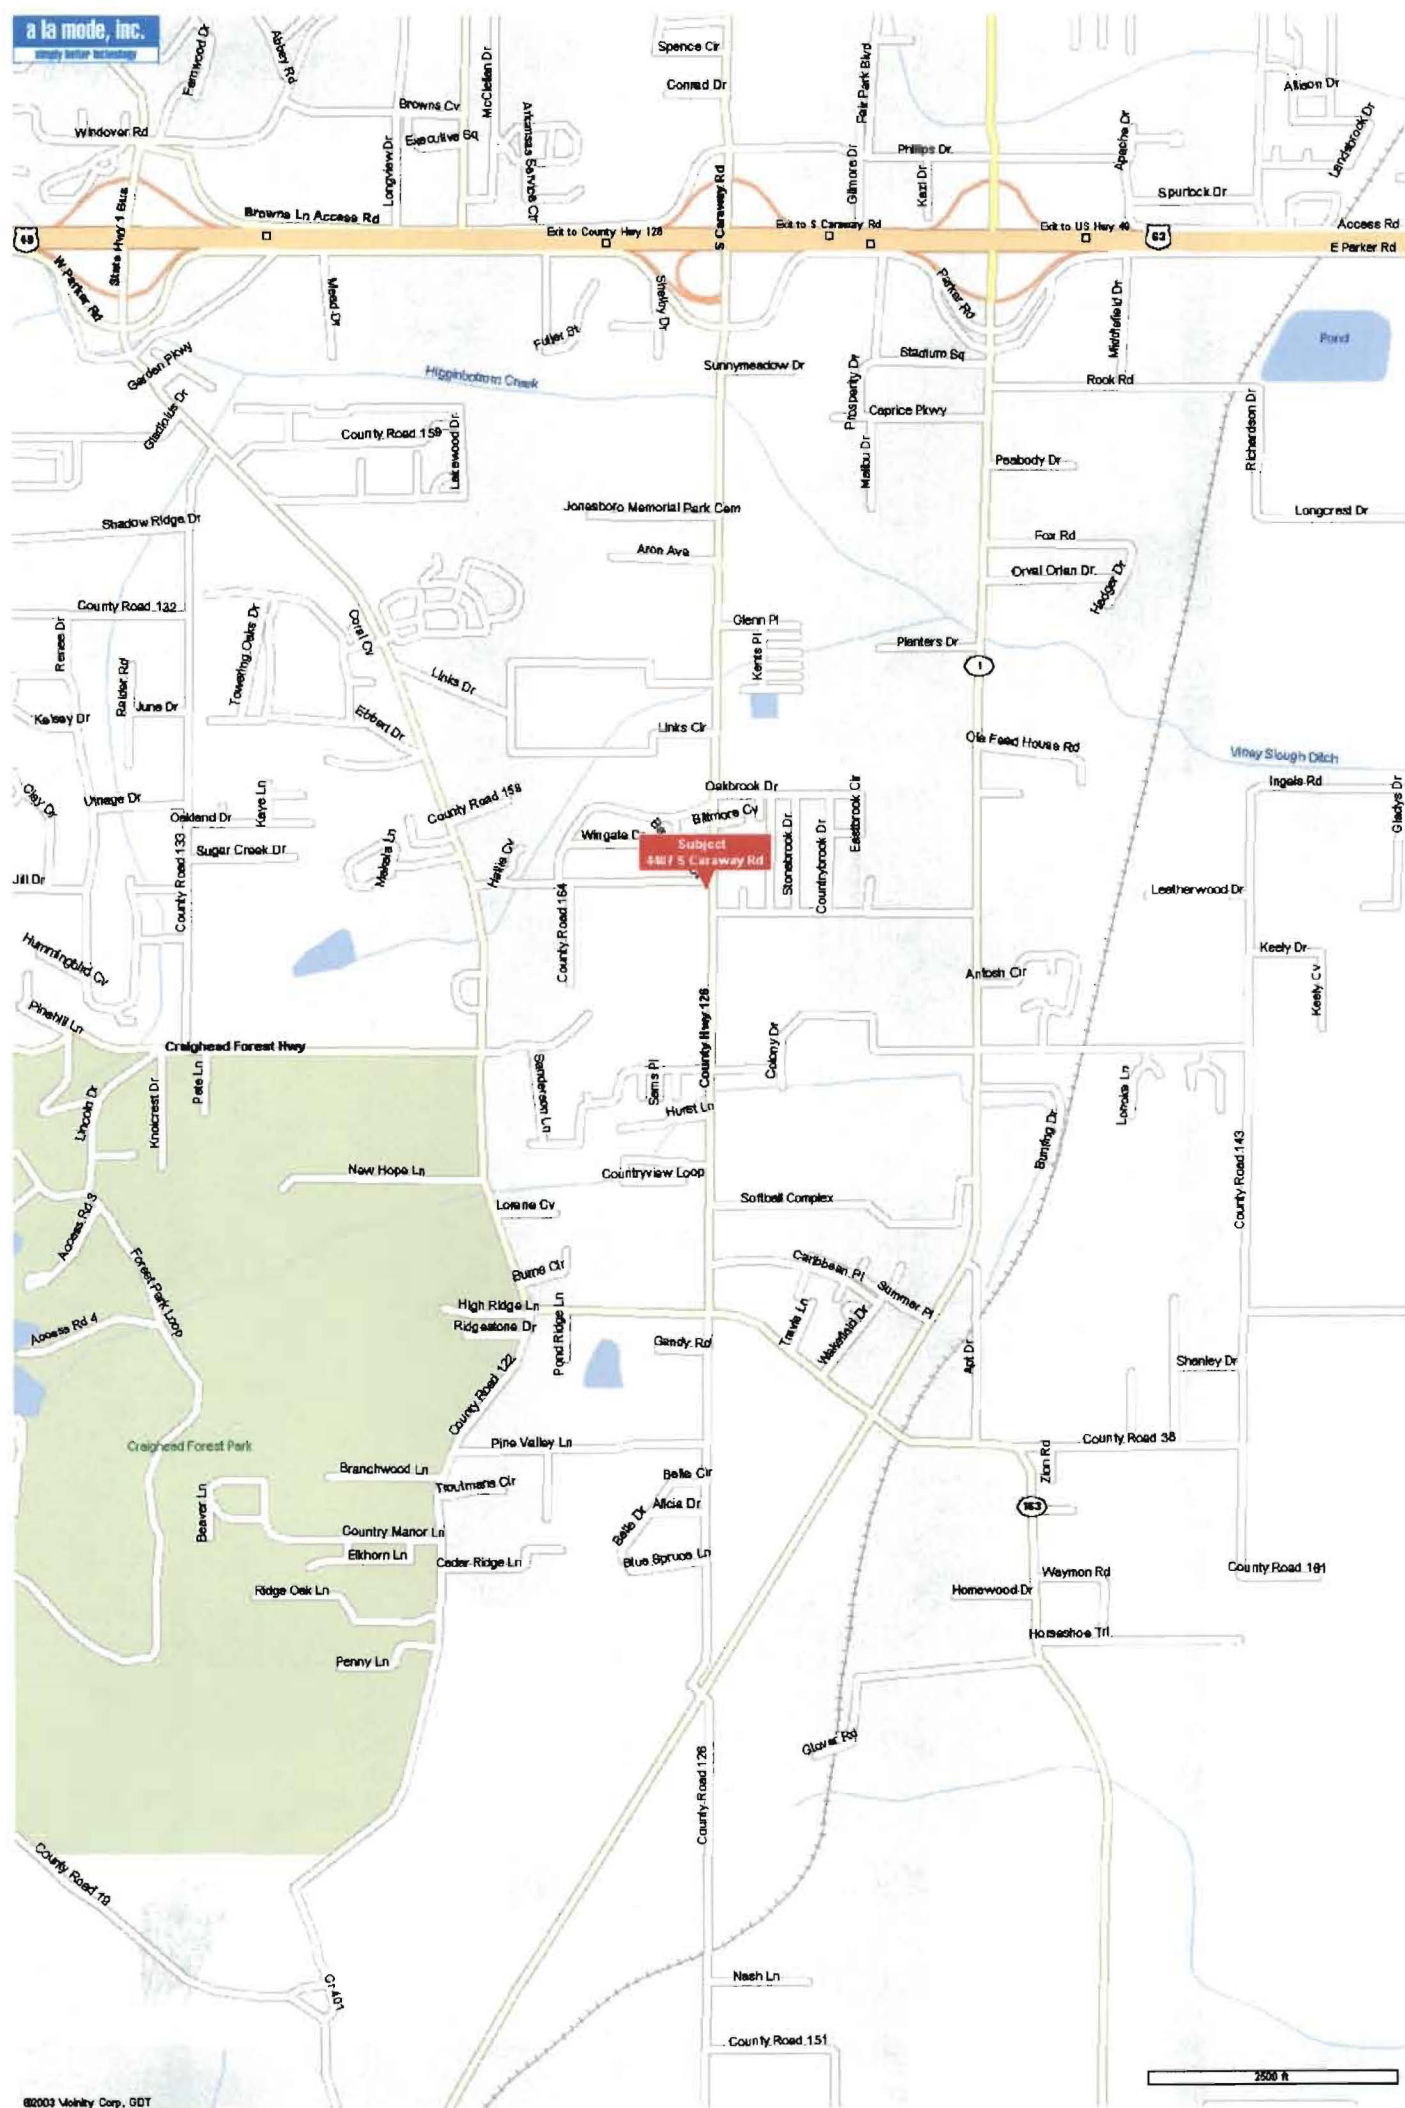 a la mode, inc.
simply better technology
Fernwood Dr
Abbey Rd
McClellan Dr
Spence Cir
Conrad Dr
Fair Park Blvd
Allison Dr
Landsbrook Dr
Windover Rd
Browns Cv
Executive Sq
Arkansas Service Ctr
Longview Dr
Phillips Dr
Apache Dr
Gilmore Dr
Kazi Dr
Spurlock Dr
State Hwy 1 Bus
Browns Ln Access Rd
S Caraway Rd
Exit to County Hwy 128
Exit to S Caraway Rd
Exit to US Hwy 49
63
Access Rd
E Parker Rd
W Parker Rd
Mead Dr
Fuller St
Shelby Dr
Parker Rd
Middlefield Dr
Pond
Garden Pkwy
Higginbottom Creek
Sunnymeadow Dr
Prosperity Dr
Stadium Sq
Rook Rd
Gladiolus Dr
County Road 159
Lakewood Dr
Caprice Pkwy
Malibu Dr
Peabody Dr
Richardson Dr
Shadow Ridge Dr
Jonesboro Memorial Park Cem
Longcrest Dr
Aron Ave
Fox Rd
Orval Orlan Dr
Hedger Dr
County Road 132
Renee Dr
Towering Oaks Dr
Coral Cv
Glenn Pl
Kents Pl
Planters Dr
1
Links Dr
June Dr
Kelsey Dr
Ebbert Dr
Links Cir
Ole Feed House Rd
Viney Slough Ditch
Clay Dr
Kaye Ln
County Road 158
Oakbrook Dr
Ingels Rd
Gladys Dr
Oakland Dr
Makala Ln
Biltmore Cv
Stonebrook Dr
Countrybrook Dr
Eastbrook Cir
County Road 133
Sugar Creek Dr
Hallie Cv
Subject
4407 S Caraway Rd
Jill Dr
County Road 164
Leatherwood Dr
Hummingbird Cv
Antosh Cir
Keely Dr
Keely Cv
Pinehill Ln
Craighead Forest Hwy
County Hwy 126
Colony Dr
Lincoln Dr
Knolcrest Dr
Pete Ln
Sanderson Ln
Sams Pl
Hurst Ln
Bunting Dr
Lonoke Ln
County Road 143
New Hope Ln
Countryview Loop
Access Rd 3
Lorene Cv
Softball Complex
Forest Park Loop
Burns Cir
Caribbean Pl
Summer Pl
High Ridge Ln
Ridgestone Dr
Pond Ridge Ln
Travis Ln
Wakefield Dr
Access Rd 4
Gandy Rd
Apt Dr
Shanley Dr
County Road 122
Craighead Forest Park
Pine Valley Ln
County Road 38
Zion Rd
Branchwood Ln
Troutmans Cir
Belle Cir
Alicia Dr
Belle Dr
163
Beaver Ln
Country Manor Ln
Elkhorn Ln
Cedar Ridge Ln
Blue Spruce Ln
Waymon Rd
County Road 161
Ridge Oak Ln
Homewood Dr
Horseshoe Trl
Penny Ln
Glover Rd
County Road 126
County Road 19
Nash Ln
County Road 151
2500 ft
©2003 Vicinity Corp, GDT